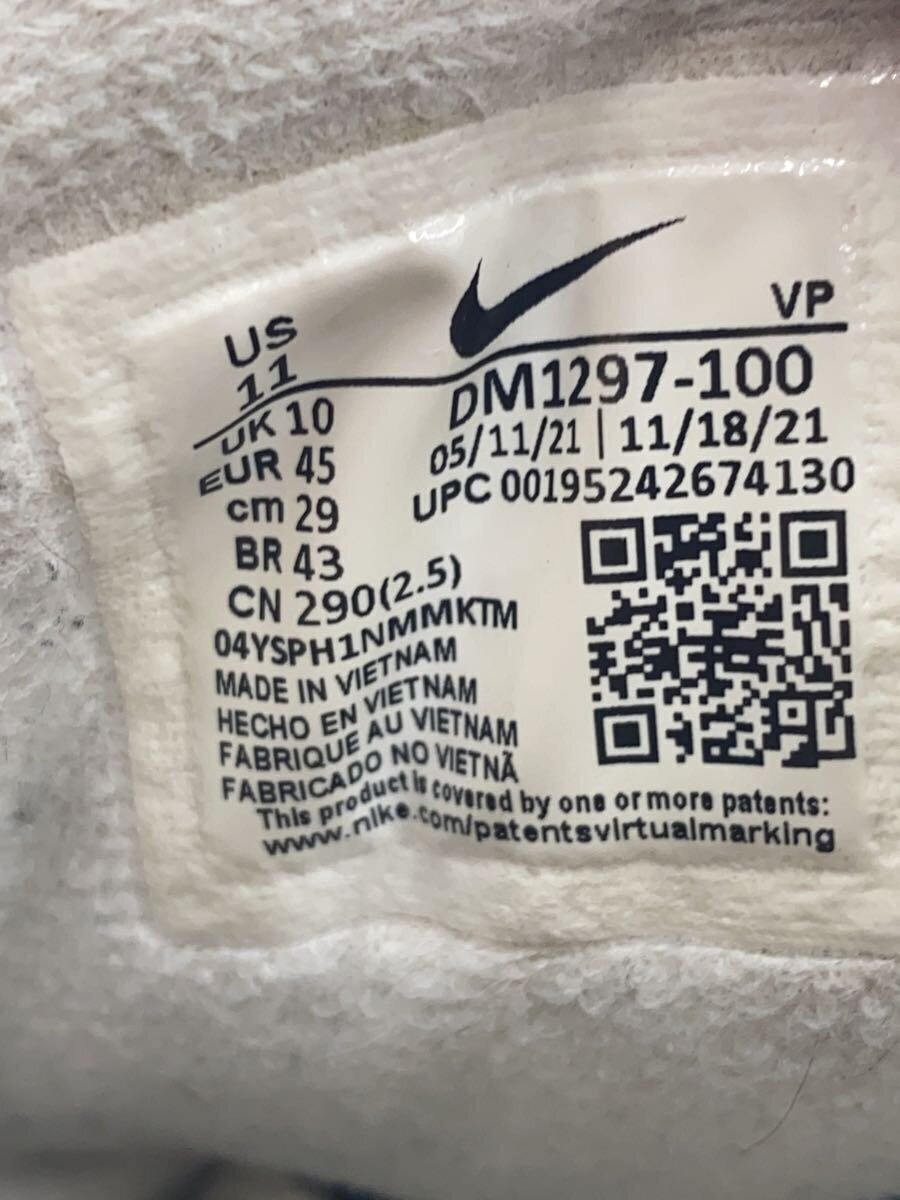 US
11
VP
UK 10
EUR 45
cm 29
BR 43
CN 290(2.5)
DM1297-100
05/11/21 | 11/18/21
UPC 00195242674130
04YSPH1NMMKTM
MADE IN VIETNAM
HECHO EN VIETNAM
FABRIQUE AU VIETNAM
FABRICADO NO VIETNÃ
This product is covered by one or more patents:
www.nike.com/patentsvirtualmarking